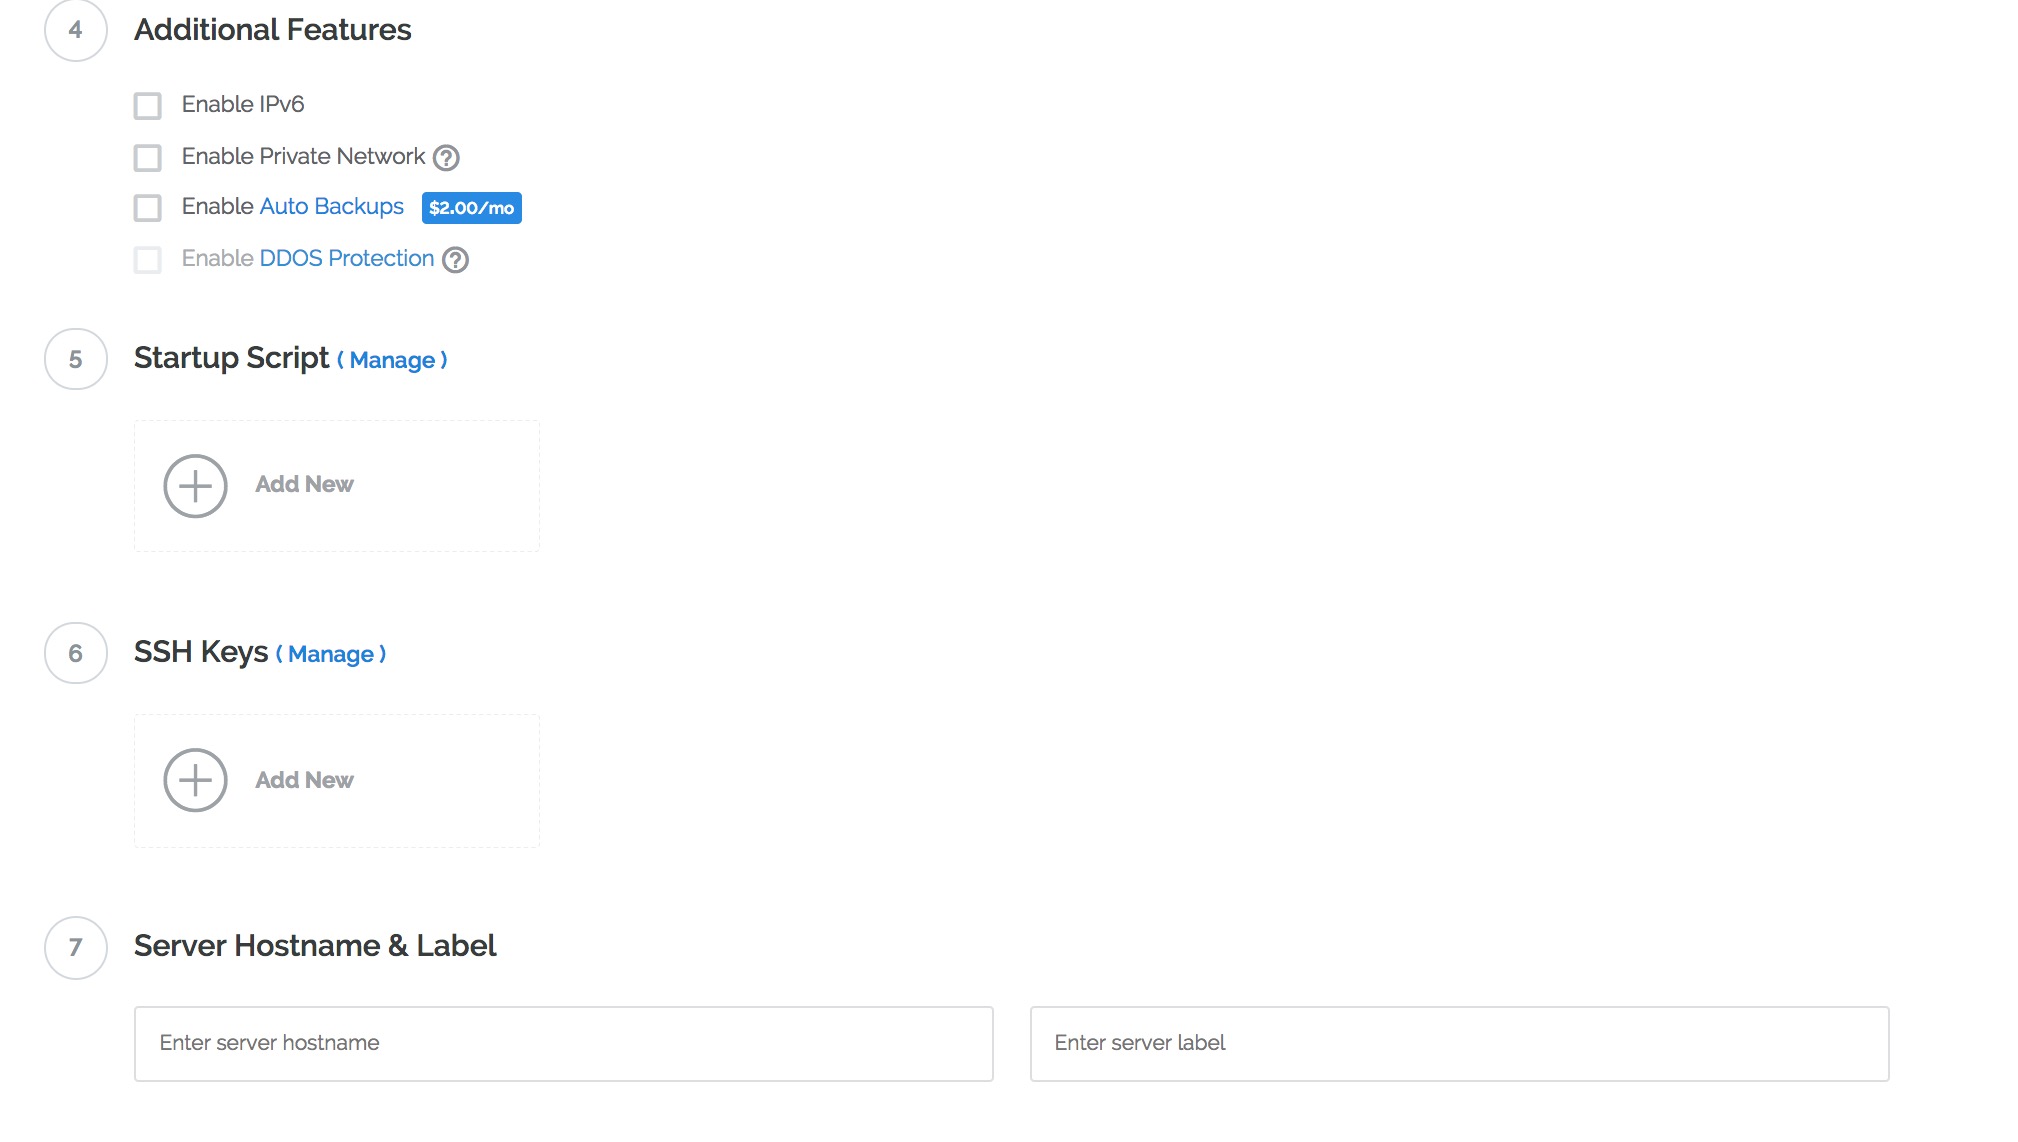 4 Additional Features
Enable IPv6
Enable Private Network ?
Enable Auto Backups $2.00/mo
Enable DDOS Protection ?
5 Startup Script ( Manage )
Add New
6 SSH Keys ( Manage )
Add New
7 Server Hostname & Label
Enter server hostname Enter server label